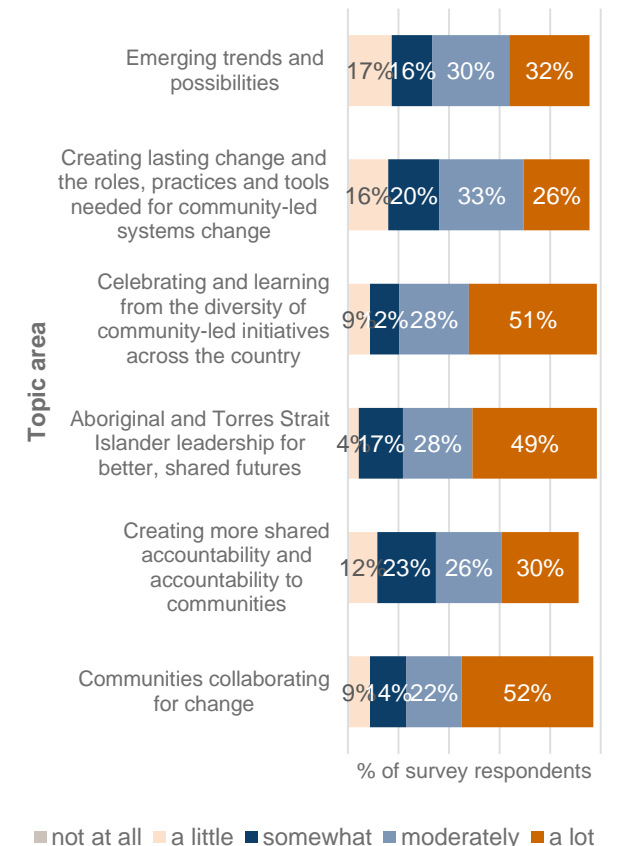 Topic area
Emerging trends and
possibilities
17% 16% 30% 32%
Creating lasting change and
the roles, practices and tools
needed for community-led
systems change
16% 20% 33% 26%
Celebrating and learning
from the diversity of
community-led initiatives
across the country
9% 28% 51%
Aboriginal and Torres Strait
Islander leadership for
better, shared futures
4% 17% 28% 49%
Creating more shared
accountability and
accountability to
communities
12% 23% 26% 30%
Communities collaborating
for change
9% 14% 22% 52%
% of survey respondents
not at all a little somewhat moderately a lot